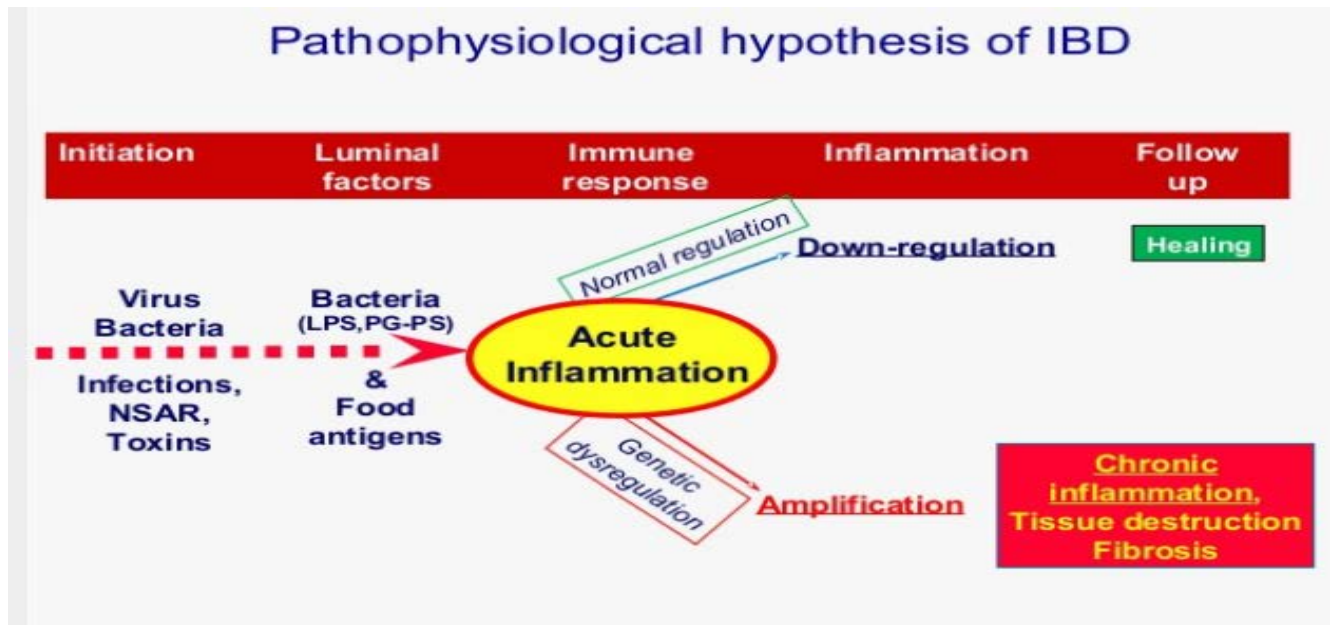 Pathophysiological hypothesis of IBD
Initiation
Luminal
factors
Immune
response
Inflammation
Follow
up
Virus
Bacteria
Infections,
NSAR,
Toxins
Bacteria
(LPS,PG-PS)
&
Food
antigens
Acute
Inflammation
Normal regulation
Down-regulation
Healing
Genetic
dysregulation
Amplification
Chronic
inflammation,
Tissue destruction
Fibrosis